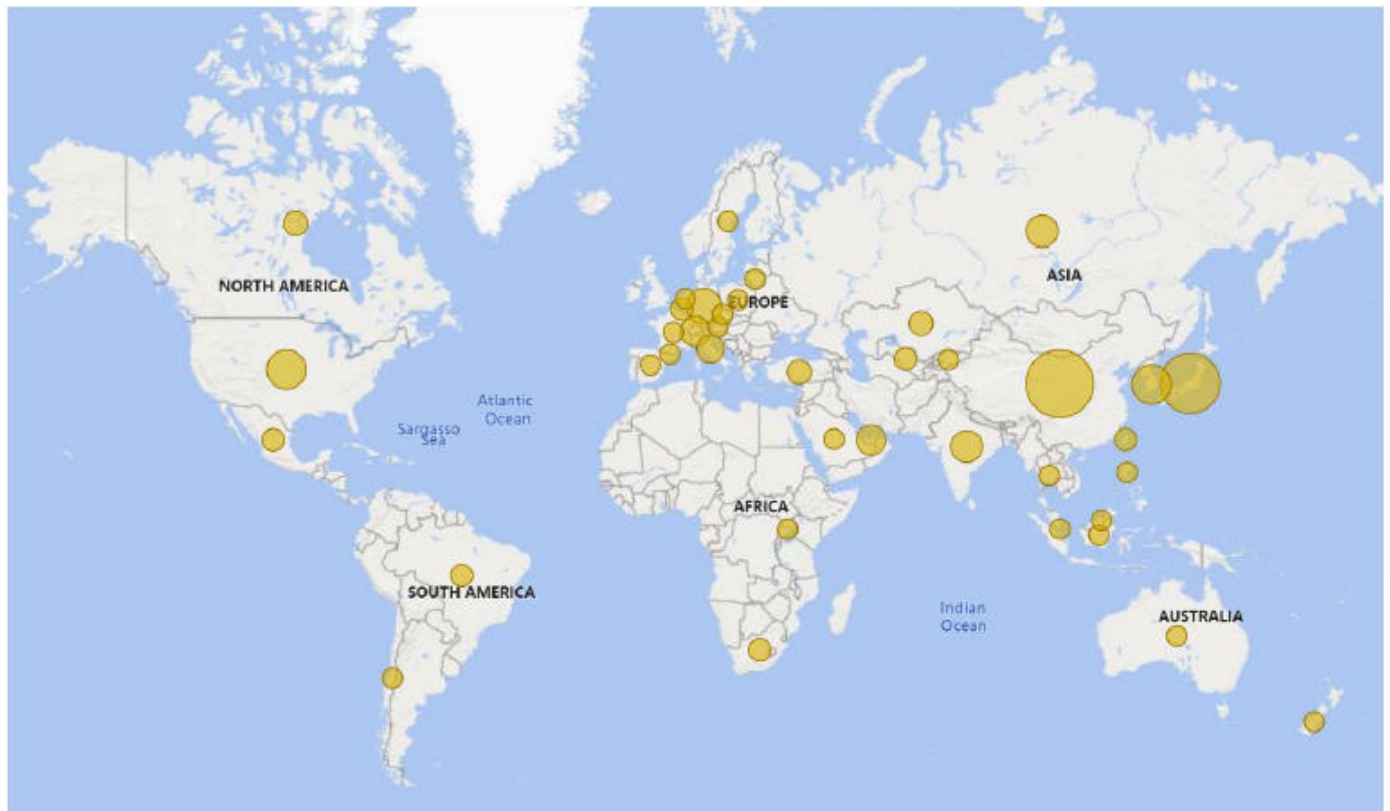 NORTH AMERICA
ASIA
EUROPE
Atlantic
Ocean
Sargasso
Sea
AFRICA
SOUTH AMERICA
Indian
Ocean
AUSTRALIA